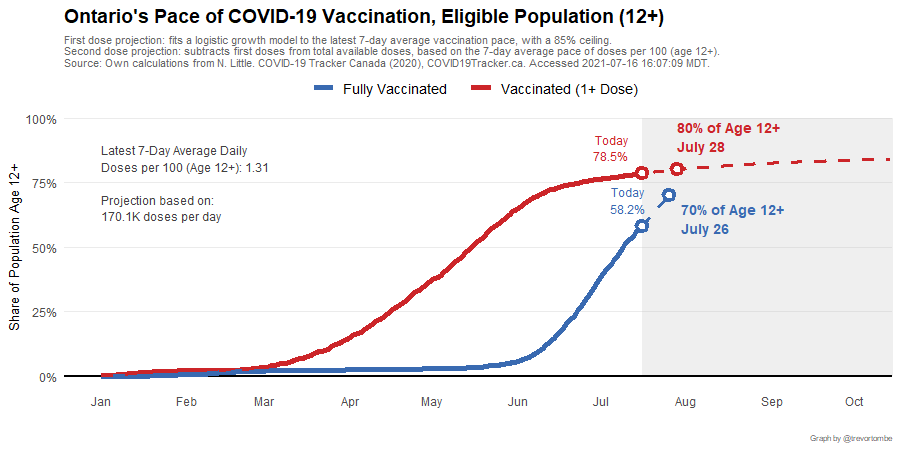 Ontario's Pace of COVID-19 Vaccination, Eligible Population (12+)
First dose projection: fits a logistic growth model to the latest 7-day average vaccination pace, with a 85% ceiling.
Second dose projection: subtracts first doses from total available doses, based on the 7-day average pace of doses per 100 (age 12+).
Source: Own calculations from N. Little. COVID-19 Tracker Canada (2020), COVID19Tracker.ca. Accessed 2021-07-16 16:07:09 MDT.
Fully Vaccinated
Vaccinated (1+ Dose)
Share of Population Age 12+
100%
75%
50%
25%
0%
Latest 7-Day Average Daily
Doses per 100 (Age 12+): 1.31
Projection based on:
170.1K doses per day
Today
78.5%
80% of Age 12+
July 28
Today
58.2%
70% of Age 12+
July 26
Jan
Feb
Mar
Apr
May
Jun
Jul
Aug
Sep
Oct
Graph by @trevortombe